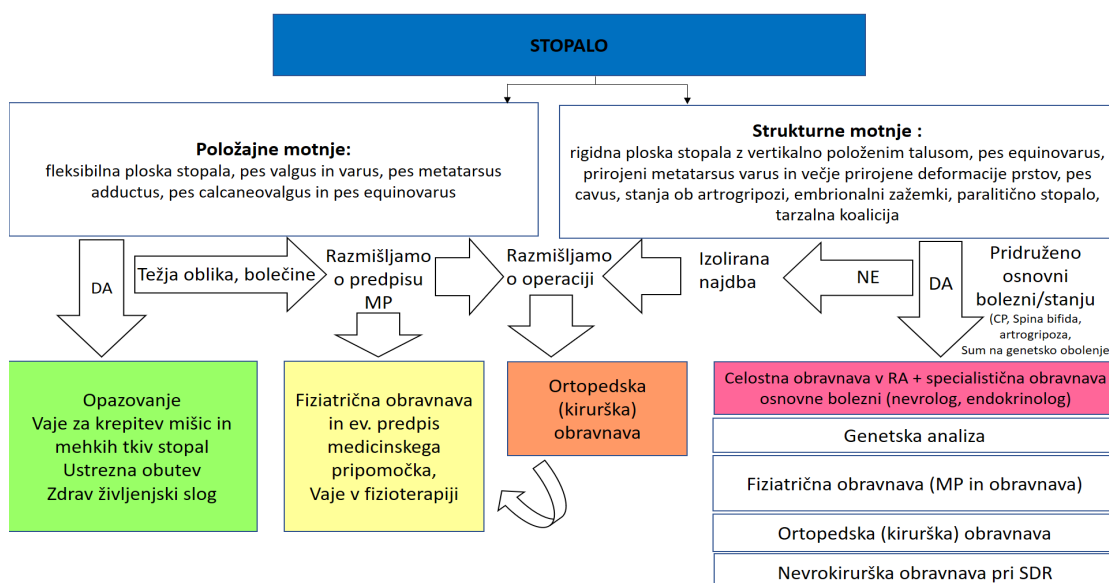 STOPALO
Položajne motnje:
fleksibilna ploska stopala, pes valgus in varus, pes metatarsus
adductus, pes calcaneovalgus in pes equinovarus
Strukturne motnje :
rigidna ploska stopala z vertikalno položenim talusom, pes equinovarus,
prirojeni metatarsus varus in večje prirojene deformacije prstov, pes
cavus, stanja ob artrogripozi, embrionalni zažemki, paralitično stopalo,
tarzalna koalicija
DA
Težja oblika, bolečine
Razmišljamo
o predpisu
MP
Razmišljamo
o operaciji
Izolirana
najdba
NE
DA
Pridruženo
osnovni
bolezni/stanju
(CP, Spina bifida,
artrogripoza,
Sum na genetsko obolenje
Opazovanje
Vaje za krepitev mišic in
mehkih tkiv stopal
Ustrezna obutev
Zdrav življenjski slog
Fiziatrična obravnava
in ev. predpis
medicinskega
pripomočka,
Vaje v fizioterapiji
Ortopedska
(kirurška)
obravnava
Celostna obravnava v RA + specialistična obravnava
osnovne bolezni (nevrolog, endokrinolog)
Genetska analiza
Fiziatrična obravnava (MP in obravnava)
Ortopedska (kirurška) obravnava
Nevrokirurška obravnava pri SDR